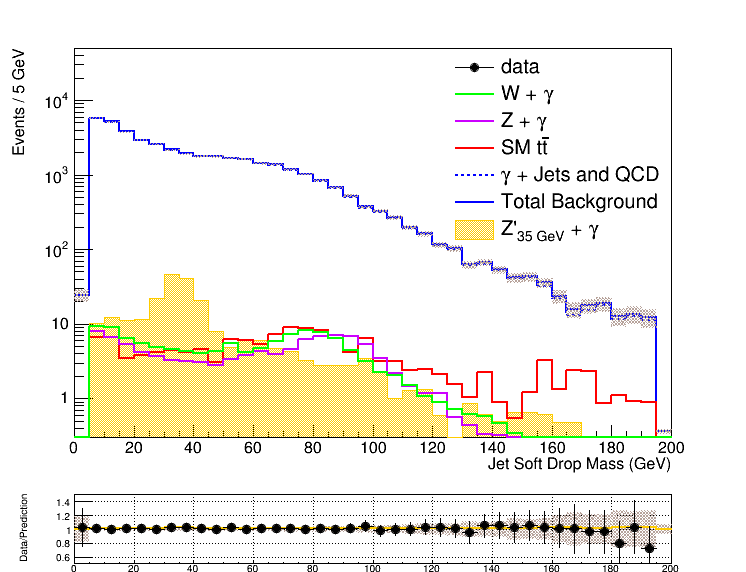 Events / 5 GeV
10⁴
10³
10²
10
1
data
W + γ
Z + γ
SM tt̄
γ + Jets and QCD
Total Background
Z'35 GeV + γ
0 20 40 60 80 100 120 140 160 180 200
Jet Soft Drop Mass (GeV)
Data/Prediction
1.4
1.2
1
0.8
0.6
0 20 40 60 80 100 120 140 160 180 200